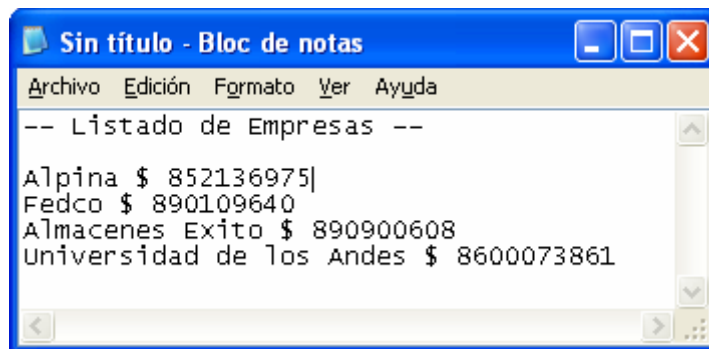 Sin título - Bloc de notas
Archivo Edición Formato Ver Ayuda
-- Listado de Empresas --
Alpina $ 852136975
Fedco $ 890109640
Almacenes Exito $ 890900608
Universidad de los Andes $ 8600073861